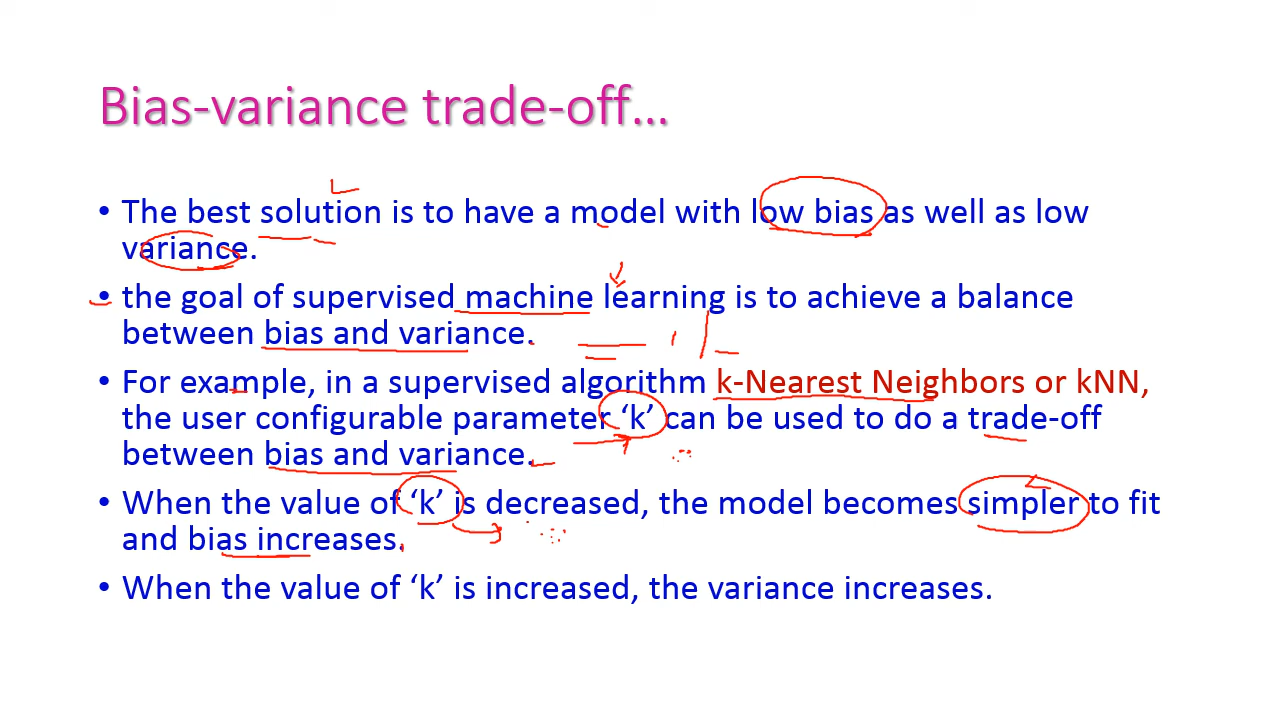 Bias-variance trade-off...
• The best solution is to have a model with low bias as well as low
variance.
• the goal of supervised machine learning is to achieve a balance
between bias and variance.
• For example, in a supervised algorithm k-Nearest Neighbors or kNN,
the user configurable parameter ‘k’ can be used to do a trade-off
between bias and variance.
• When the value of ‘k’ is decreased, the model becomes simpler to fit
and bias increases.
• When the value of ‘k’ is increased, the variance increases.